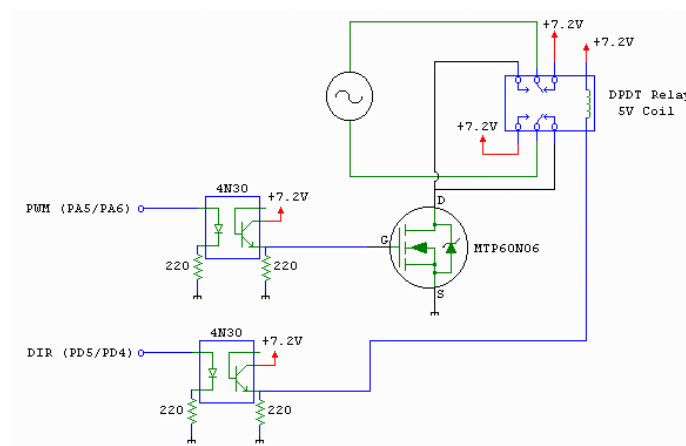 +7.2V
+7.2V
DPDT Relay
5V Coil
+7.2V
4N30
+7.2V
PWM (PA5/PA6)
D
G
MTP60N06
220
220
S
4N30
+7.2V
DIR (PD5/PD4)
220
220